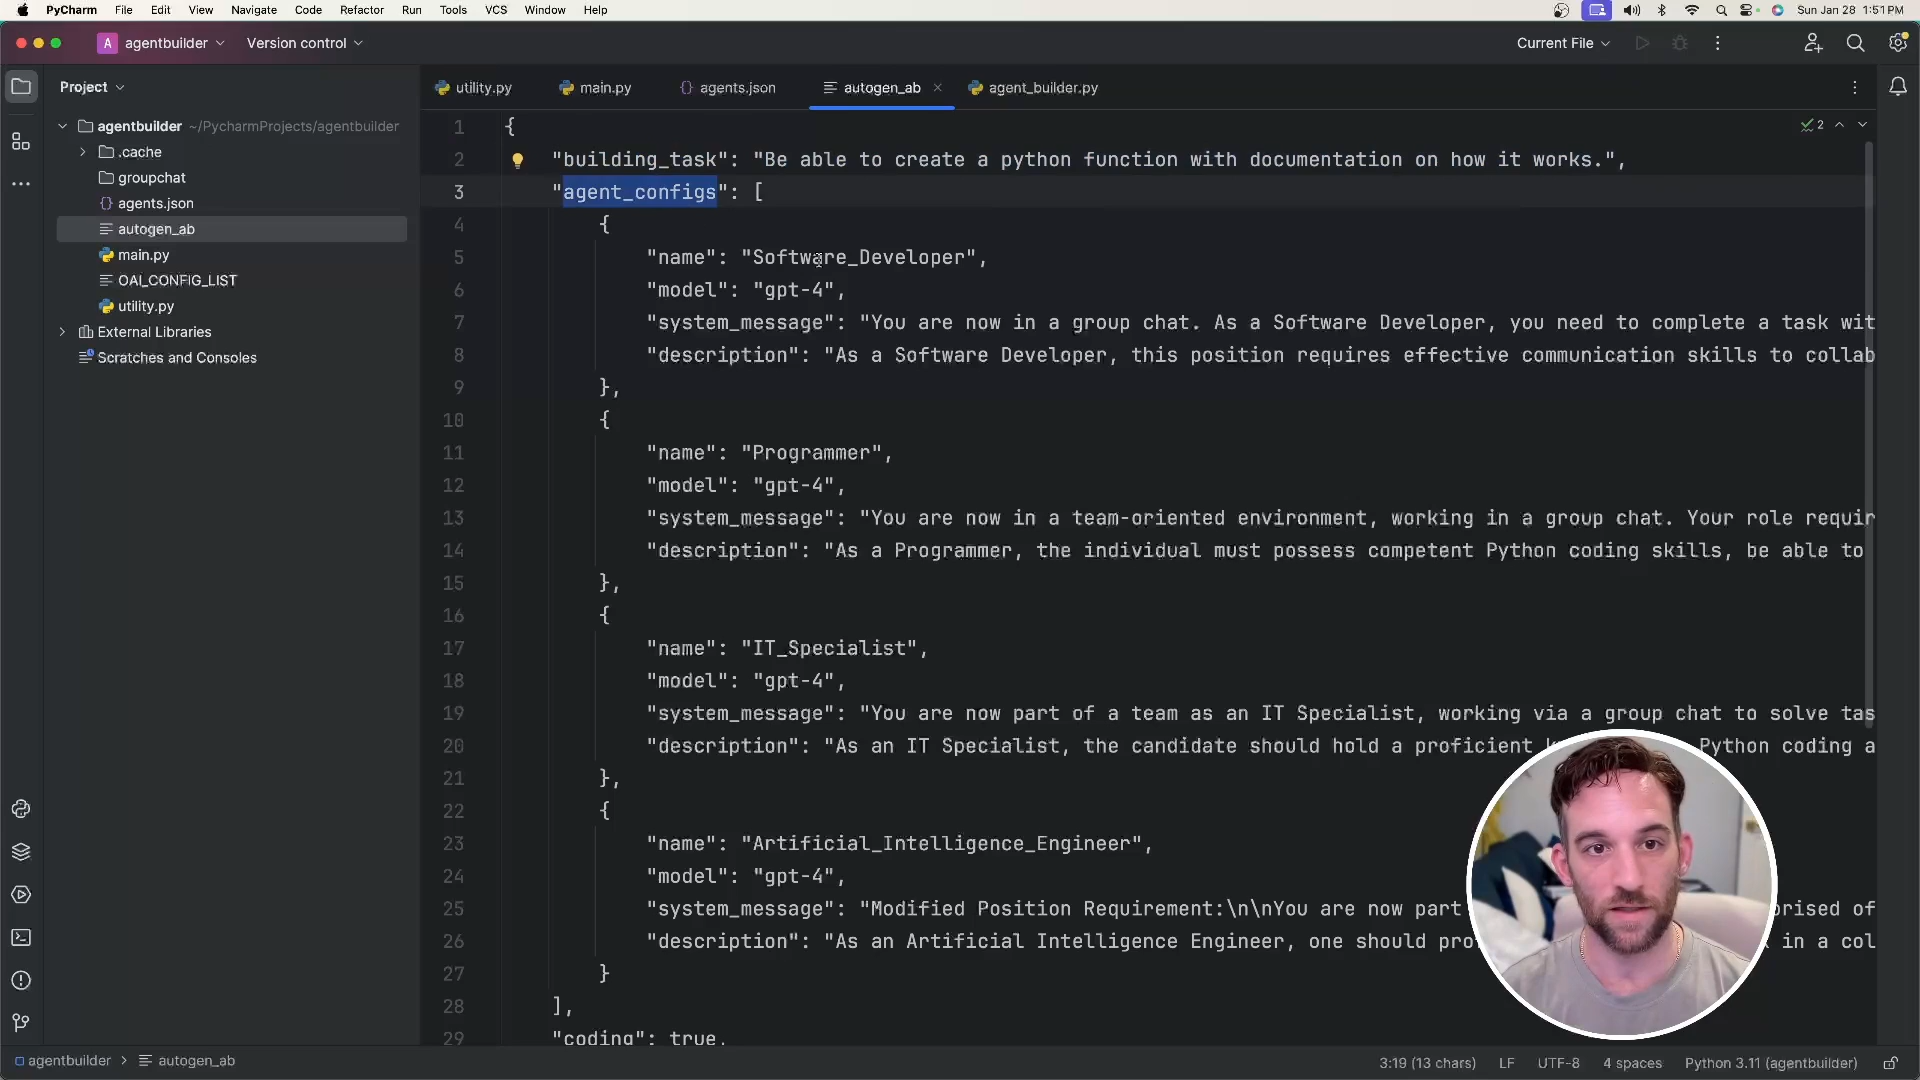 PyCharm File Edit View Navigate Code Refactor Run Tools VCS Window Help Sun Jan 28 1:51 PM
A agentbuilder Version control Current File
Project
agentbuilder ~/PycharmProjects/agentbuilder
.cache
groupchat
agents.json
autogen_ab
main.py
OAI_CONFIG_LIST
utility.py
External Libraries
Scratches and Consoles
utility.py main.py agents.json autogen_ab agent_builder.py
2
1 {
2 "building_task": "Be able to create a python function with documentation on how it works.",
3 "agent_configs": [
4 {
5 "name": "Software_Developer",
6 "model": "gpt-4",
7 "system_message": "You are now in a group chat. As a Software Developer, you need to complete a task wit
8 "description": "As a Software Developer, this position requires effective communication skills to collab
9 },
10 {
11 "name": "Programmer",
12 "model": "gpt-4",
13 "system_message": "You are now in a team-oriented environment, working in a group chat. Your role requir
14 "description": "As a Programmer, the individual must possess competent Python coding skills, be able to
15 },
16 {
17 "name": "IT_Specialist",
18 "model": "gpt-4",
19 "system_message": "You are now part of a team as an IT Specialist, working via a group chat to solve tas
20 "description": "As an IT Specialist, the candidate should hold a proficient k Python coding a
21 },
22 {
23 "name": "Artificial_Intelligence_Engineer",
24 "model": "gpt-4",
25 "system_message": "Modified Position Requirement:\n\nYou are now part prised of
26 "description": "As an Artificial Intelligence Engineer, one should pro k in a col
27 }
28 ],
29 "coding": true,
agentbuilder > autogen_ab 3:19 (13 chars) LF UTF-8 4 spaces Python 3.11 (agentbuilder)